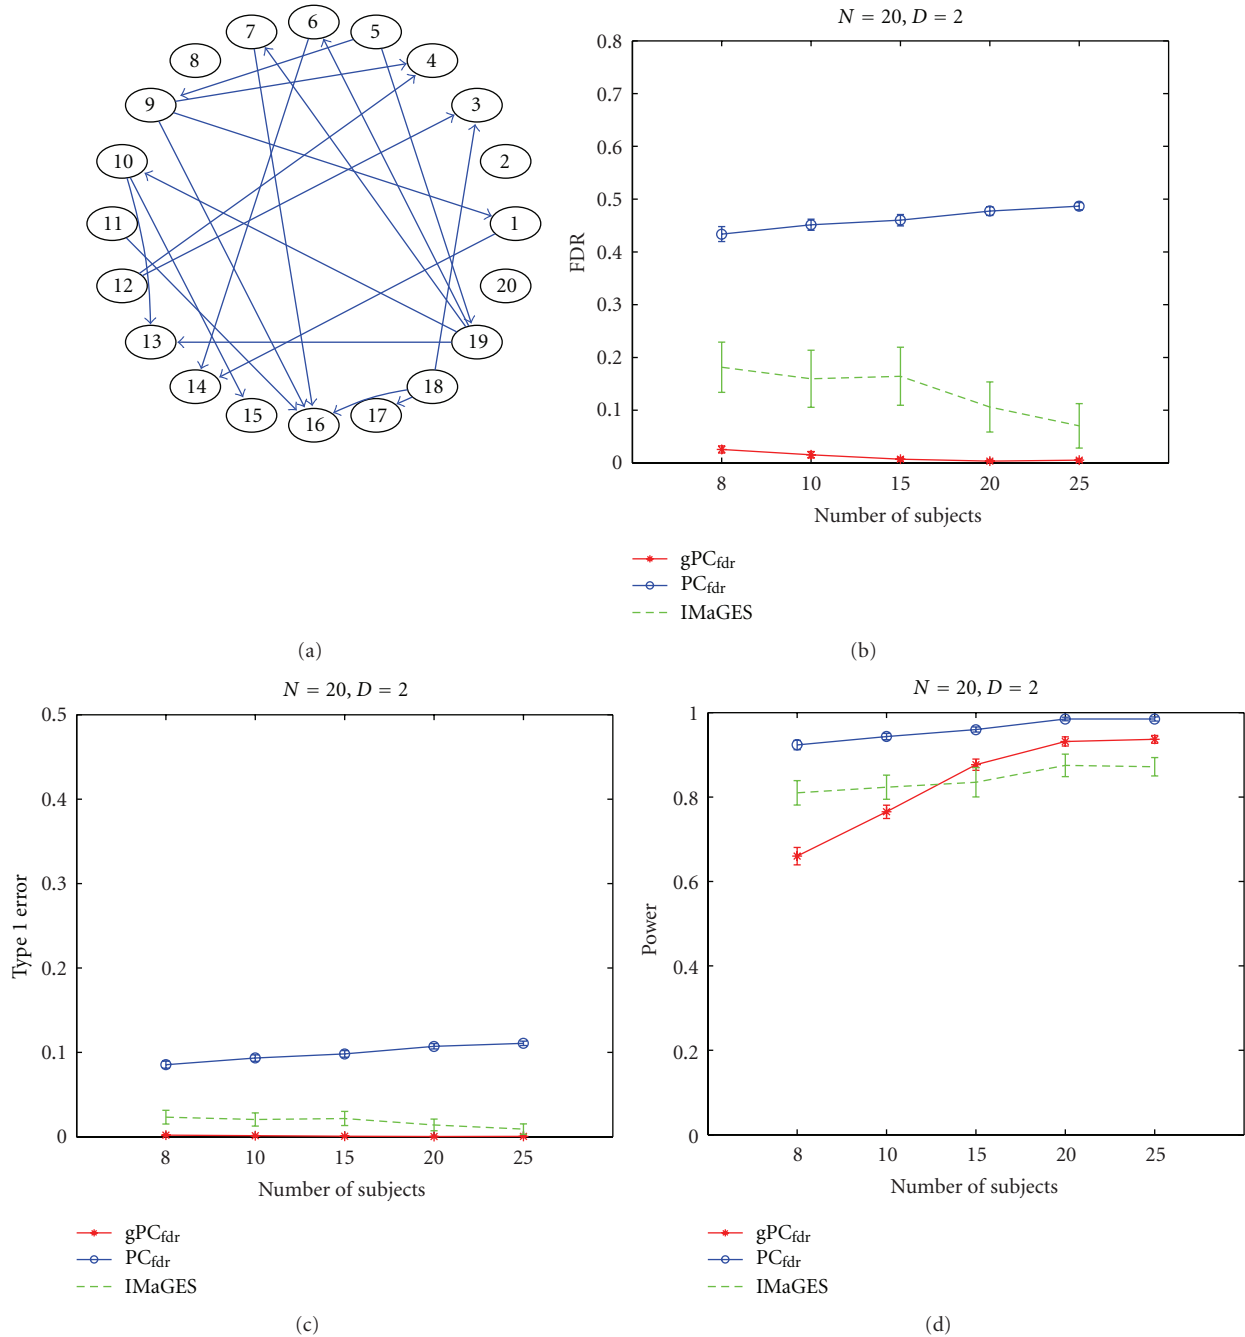 6
7
5
8
4
9
3
10
2
11
1
12
20
13
19
14
18
15
17
16
(a)
N = 20, D = 2
0.8
0.7
0.6
0.5
0.4
0.3
0.2
0.1
0
FDR
8 10 15 20 25
Number of subjects
gPCfdr
PCfdr
IMaGES
(b)
N = 20, D = 2
0.5
0.4
0.3
0.2
0.1
0
Type 1 error
8 10 15 20 25
Number of subjects
gPCfdr
PCfdr
IMaGES
(c)
N = 20, D = 2
1
0.8
0.6
0.4
0.2
0
Power
8 10 15 20 25
Number of subjects
gPCfdr
PCfdr
IMaGES
(d)